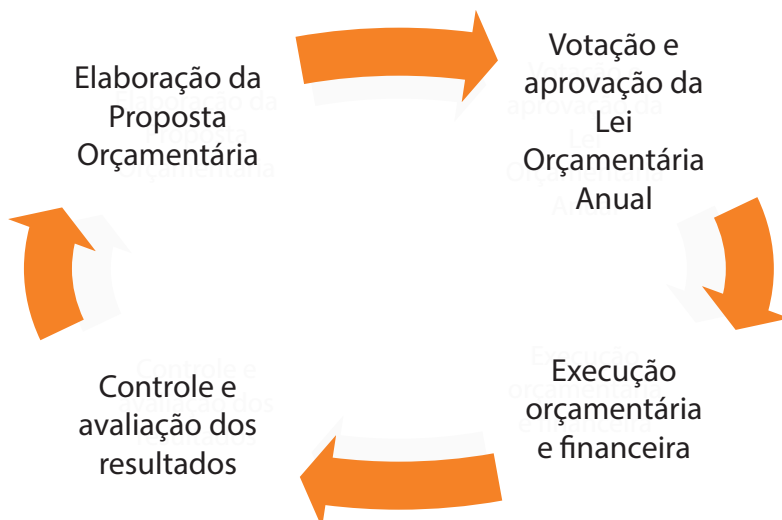 Elaboração da
Proposta
Orçamentária
Votação e
aprovação da
Lei
Orçamentária
Anual
Execução
orçamentária
e financeira
Controle e
avaliação dos
resultados